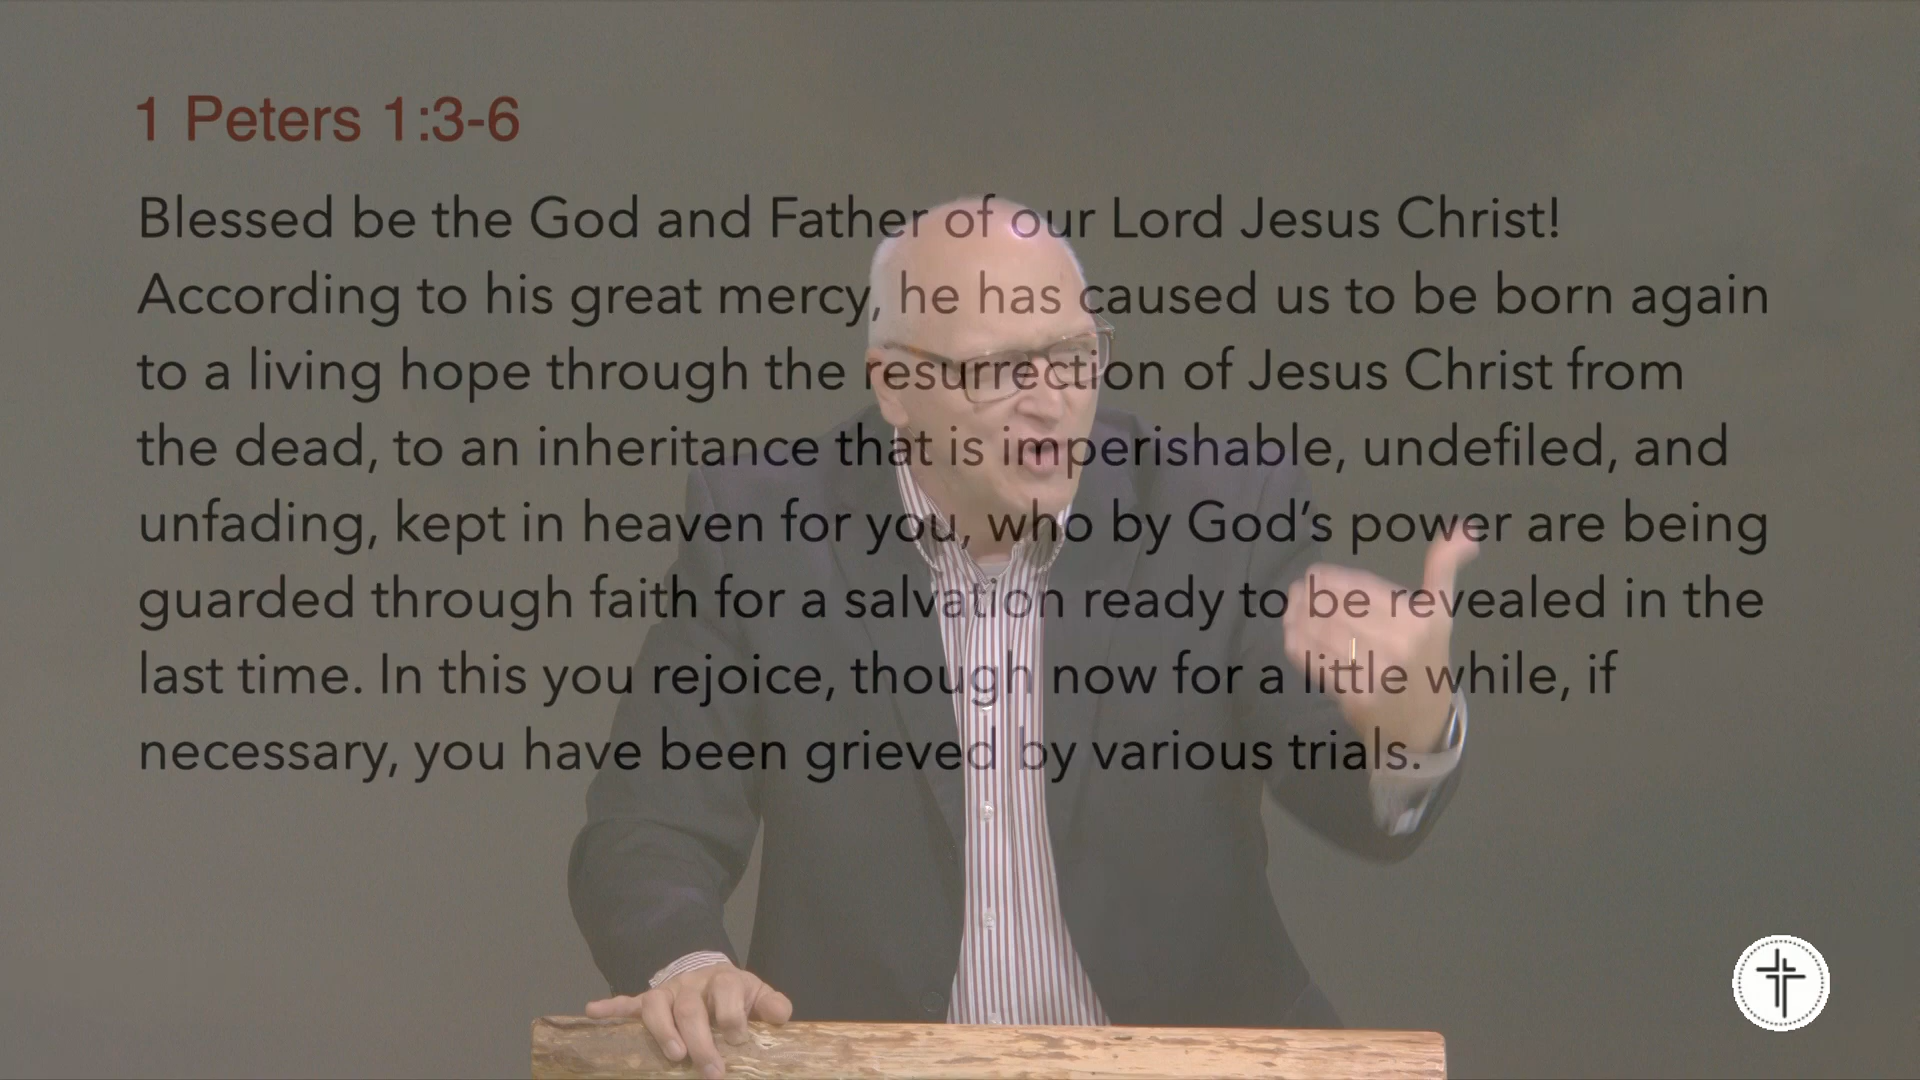 1 Peters 1:3-6
Blessed be the God and Father of our Lord Jesus Christ!
According to his great mercy, he has caused us to be born again
to a living hope through the resurrection of Jesus Christ from
the dead, to an inheritance that is imperishable, undefiled, and
unfading, kept in heaven for you, who by God’s power are being
guarded through faith for a salvation ready to be revealed in the
last time. In this you rejoice, though now for a little while, if
necessary, you have been grieved by various trials.